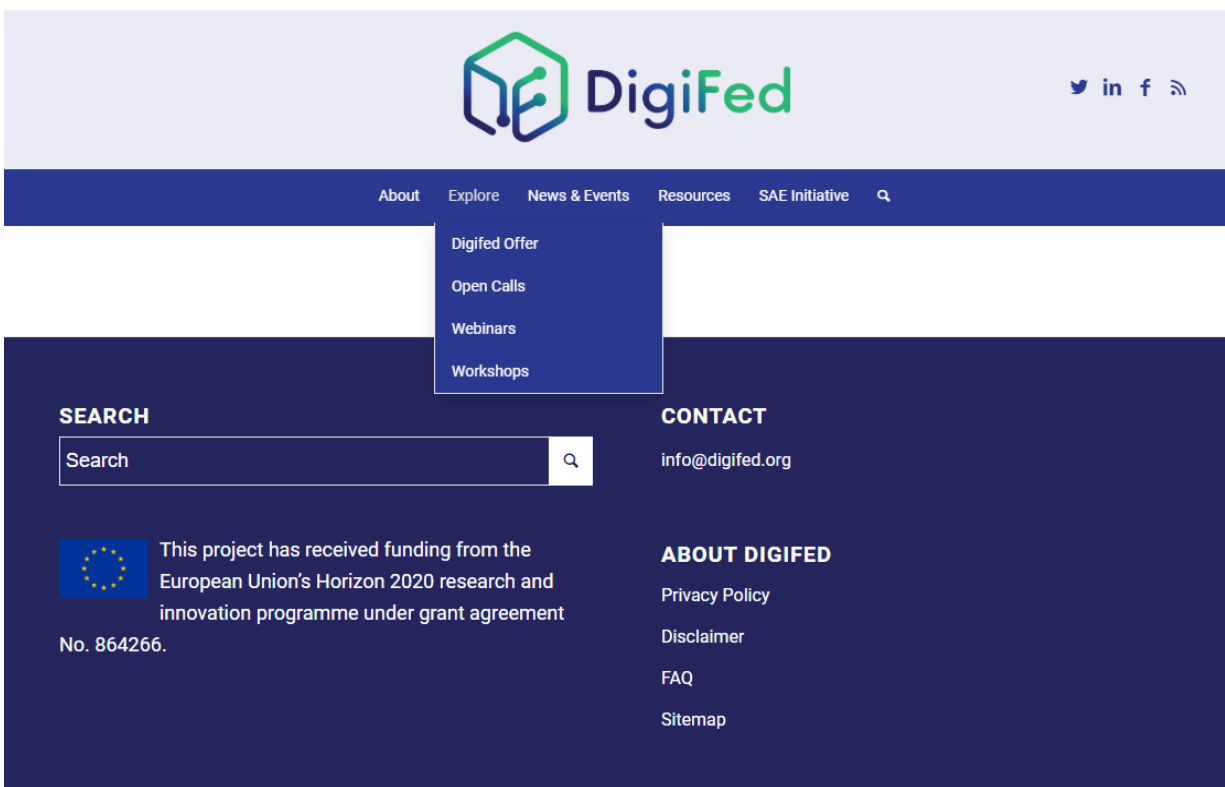 DigiFed
About Explore News & Events Resources SAE Initiative
Digifed Offer
Open Calls
Webinars
Workshops
SEARCH
Search
This project has received funding from the
European Union's Horizon 2020 research and
innovation programme under grant agreement
No. 864266.
CONTACT
info@digifed.org
ABOUT DIGIFED
Privacy Policy
Disclaimer
FAQ
Sitemap